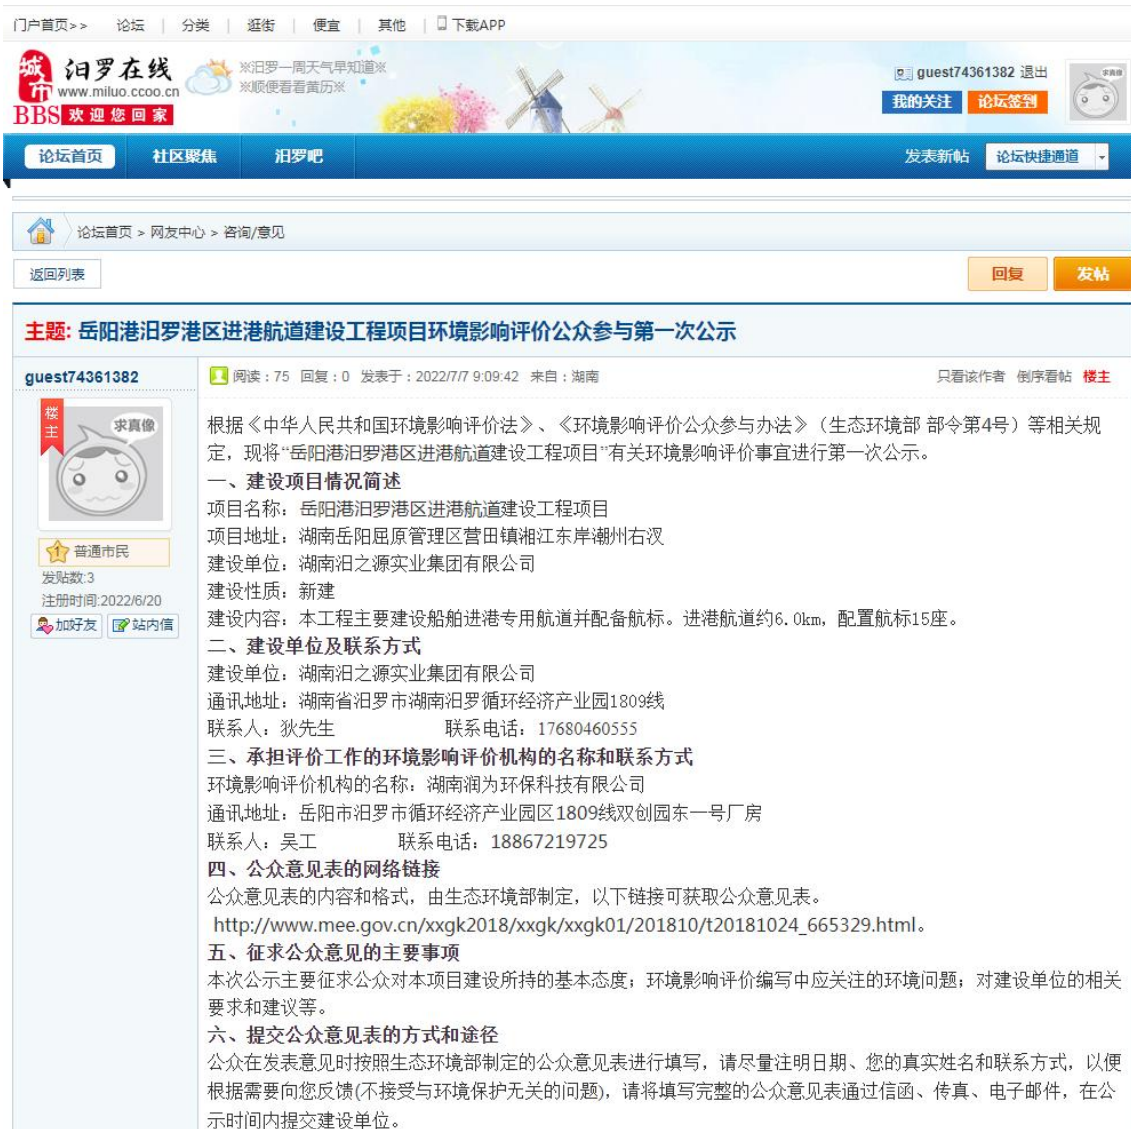 门户首页>> 论坛 | 分类 | 逛街 | 便宜 | 其他 | 下载APP
城市
汨罗在线
www.miluo.ccoo.cn
BBS 欢迎您回家
※汨罗一周天气早知道※
※顺便看看黄历※
guest74361382 退出
我的关注 论坛签到
求真像
论坛首页 社区聚焦 汨罗吧 发表新帖 论坛快捷通道
论坛首页 > 网友中心 > 咨询/意见
返回列表 回复 发帖
主题: 岳阳港汨罗港区进港航道建设工程项目环境影响评价公众参与第一次公示
guest74361382
楼主
求真像
1 普通市民
发贴数:3
注册时间:2022/6/20
加好友 站内信
阅读：75 回复：0 发表于：2022/7/7 9:09:42 来自：湖南 只看该作者 倒序看帖 楼主
根据《中华人民共和国环境影响评价法》、《环境影响评价公众参与办法》（生态环境部 部令第4号）等相关规
定，现将“岳阳港汨罗港区进港航道建设工程项目”有关环境影响评价事宜进行第一次公示。
一、建设项目情况简述
项目名称：岳阳港汨罗港区进港航道建设工程项目
项目地址：湖南岳阳屈原管理区营田镇湘江东岸潮州右汊
建设单位：湖南汨之源实业集团有限公司
建设性质：新建
建设内容：本工程主要建设船舶进港专用航道并配备航标。进港航道约6.0km，配置航标15座。
二、建设单位及联系方式
建设单位：湖南汨之源实业集团有限公司
通讯地址：湖南省汨罗市湖南汨罗循环经济产业园1809线
联系人：狄先生 联系电话：17680460555
三、承担评价工作的环境影响评价机构的名称和联系方式
环境影响评价机构的名称：湖南润为环保科技有限公司
通讯地址：岳阳市汨罗市循环经济产业园区1809线双创园东一号厂房
联系人：吴工 联系电话：18867219725
四、公众意见表的网络链接
公众意见表的内容和格式，由生态环境部制定，以下链接可获取公众意见表。
http://www.mee.gov.cn/xxgk2018/xxgk/xxgk01/201810/t20181024_665329.html。
五、征求公众意见的主要事项
本次公示主要征求公众对本项目建设所持的基本态度；环境影响评价编写中应关注的环境问题；对建设单位的相关
要求和建议等。
六、提交公众意见表的方式和途径
公众在发表意见时按照生态环境部制定的公众意见表进行填写，请尽量注明日期、您的真实姓名和联系方式，以便
根据需要向您反馈(不接受与环境保护无关的问题)，请将填写完整的公众意见表通过信函、传真、电子邮件，在公
示时间内提交建设单位。